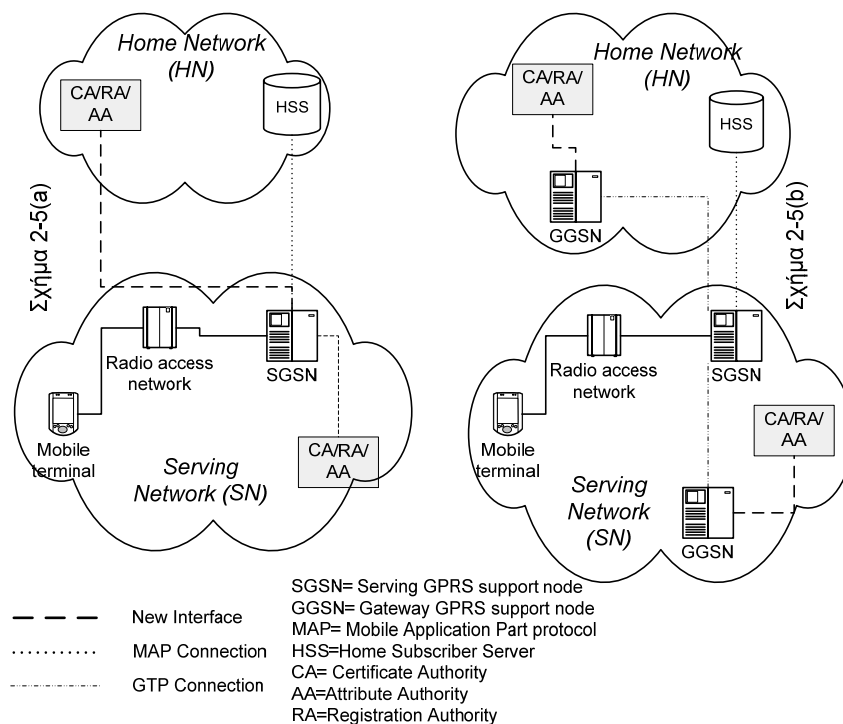 Home Network
(HN)
CA/RA/
AA
HSS
Σχήμα 2-5(a)
Radio access
network
SGSN
Mobile
terminal
CA/RA/
AA
Serving
Network (SN)
Home Network
(HN)
CA/RA/
AA
HSS
GGSN
Σχήμα 2-5(b)
Radio access
network
SGSN
Mobile
terminal
CA/RA/
AA
Serving
Network
(SN)
GGSN
New Interface
MAP Connection
GTP Connection
SGSN= Serving GPRS support node
GGSN= Gateway GPRS support node
MAP= Mobile Application Part protocol
HSS=Home Subscriber Server
CA= Certificate Authority
AA=Attribute Authority
RA=Registration Authority